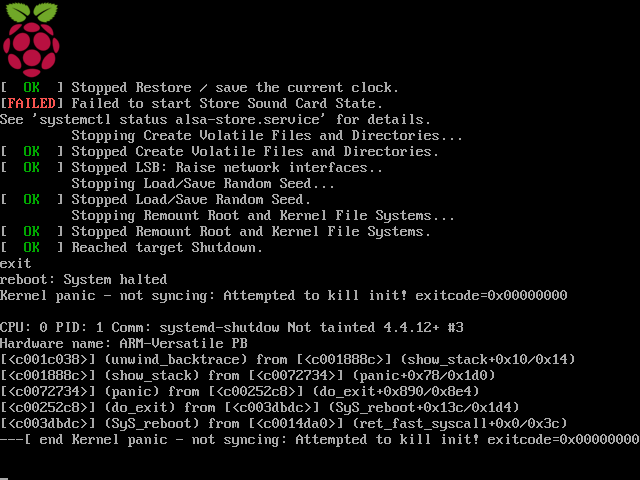 [  OK  ] Stopped Restore / save the current clock.
[FAILED] Failed to start Store Sound Card State.
See 'systemctl status alsa-store.service' for details.
         Stopping Create Volatile Files and Directories...
[  OK  ] Stopped Create Volatile Files and Directories.
[  OK  ] Stopped LSB: Raise network interfaces..
         Stopping Load/Save Random Seed...
[  OK  ] Stopped Load/Save Random Seed.
         Stopping Remount Root and Kernel File Systems...
[  OK  ] Stopped Remount Root and Kernel File Systems.
[  OK  ] Reached target Shutdown.
exit
reboot: System halted
Kernel panic - not syncing: Attempted to kill init! exitcode=0x00000000
CPU: 0 PID: 1 Comm: systemd-shutdow Not tainted 4.4.12+ #3
Hardware name: ARM-Versatile PB
[<c001c038>] (unwind_backtrace) from [<c001888c>] (show_stack+0x10/0x14)
[<c001888c>] (show_stack) from [<c0072734>] (panic+0x78/0x1d0)
[<c0072734>] (panic) from [<c00252c8>] (do_exit+0x890/0x8e4)
[<c00252c8>] (do_exit) from [<c003dbdc>] (SyS_reboot+0x13c/0x1d4)
[<c003dbdc>] (SyS_reboot) from [<c0014da0>] (ret_fast_syscall+0x0/0x3c)
---[ end Kernel panic - not syncing: Attempted to kill init! exitcode=0x00000000